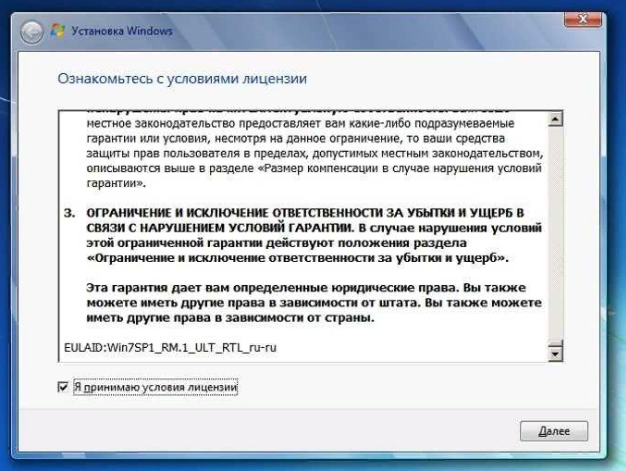 Установка Windows
Ознакомьтесь с условиями лицензии
местное законодательство предоставляет вам какие-либо подразумеваемые
гарантии или условия, несмотря на данное ограничение, то ваши средства
защиты прав пользователя в пределах, допустимых местным законодательством,
описываются выше в разделе «Размер компенсации в случае нарушения условий
гарантии».
3. ОГРАНИЧЕНИЕ И ИСКЛЮЧЕНИЕ ОТВЕТСТВЕННОСТИ ЗА УБЫТКИ И УЩЕРБ В
СВЯЗИ С НАРУШЕНИЕМ УСЛОВИЙ ГАРАНТИИ. В случае нарушения условий
этой ограниченной гарантии действуют положения раздела
«Ограничение и исключение ответственности за убытки и ущерб».
Эта гарантия дает вам определенные юридические права. Вы также
можете иметь другие права в зависимости от штата. Вы также можете
иметь другие права в зависимости от страны.
EULAID:Win7SP1_RM.1_ULT_RTL_ru-ru
Я принимаю условия лицензии
Далее